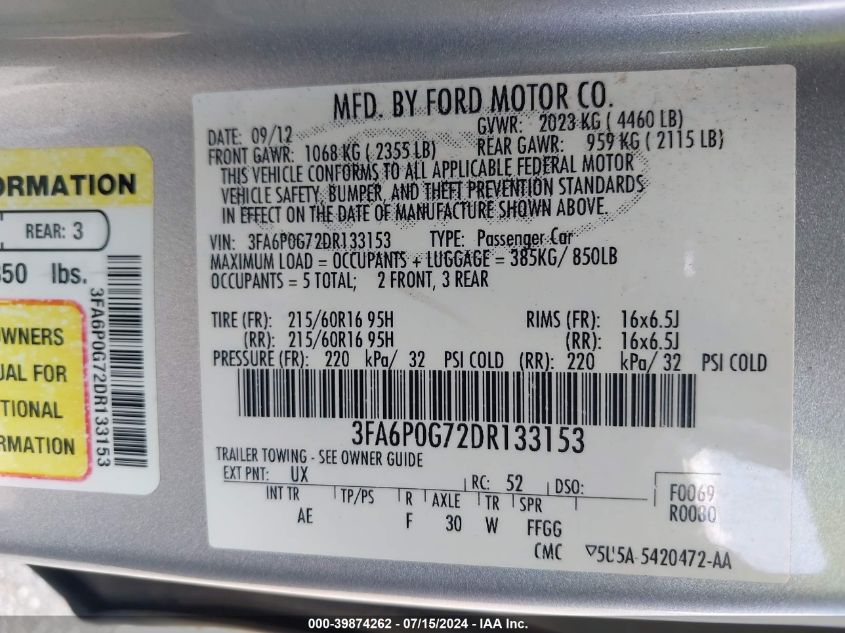 ORMATION
REAR: 3
850 lbs.
OWNERS
UAL FOR
TIONAL
RMATION
3FA6P0G72DR133153
MFD. BY FORD MOTOR CO.
DATE: 09/12 GVWR: 2023 KG ( 4460 LB)
FRONT GAWR: 1068 KG ( 2355 LB) REAR GAWR: 959 KG ( 2115 LB)
THIS VEHICLE CONFORMS TO ALL APPLICABLE FEDERAL MOTOR
VEHICLE SAFETY, BUMPER, AND THEFT PREVENTION STANDARDS
IN EFFECT ON THE DATE OF MANUFACTURE SHOWN ABOVE.
VIN: 3FA6P0G72DR133153 TYPE: Passenger Car
MAXIMUM LOAD = OCCUPANTS + LUGGAGE = 385KG/ 850LB
OCCUPANTS = 5 TOTAL; 2 FRONT, 3 REAR
TIRE (FR): 215/60R16 95H RIMS (FR): 16x6.5J
(RR): 215/60R16 95H (RR): 16x6.5J
PRESSURE (FR): 220 kPa/ 32 PSI COLD (RR): 220 kPa/ 32 PSI COLD
3FA6P0G72DR133153
TRAILER TOWING - SEE OWNER GUIDE
EXT PNT: UX RC: 52 DSO: F0069
INT TR TP/PS R AXLE TR SPR R0080
AE F 30 W FFGG
CMC ▽5U5A-5420472-AA
000-39874262 - 07/15/2024 - IAA Inc.